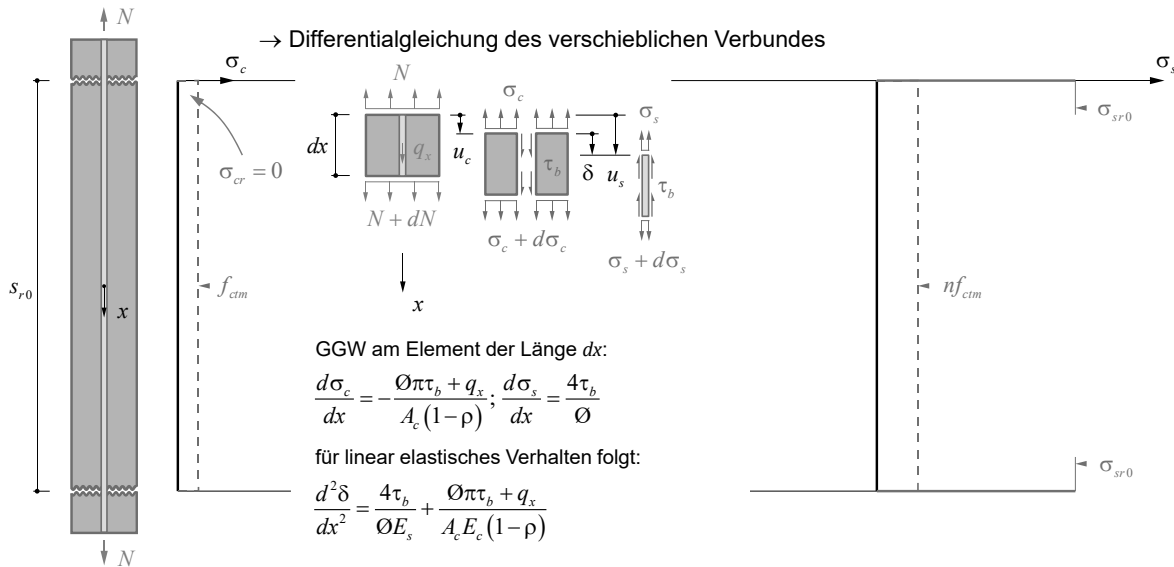 N
→ Differentialgleichung des verschieblichen Verbundes
σ_c
σ_s
N
σ_c
σ_s
σ_sr0
dx
q_x
u_c
τ_b
δ
u_s
τ_b
σ_cr = 0
N + dN
σ_c + dσ_c
σ_s + dσ_s
s_r0
x
f_ctm
x
nf_ctm
GGW am Element der Länge dx:
dσ_c/dx = −(Øπτ_b + q_x)/(A_c(1−ρ)); dσ_s/dx = 4τ_b/Ø
für linear elastisches Verhalten folgt:
σ_sr0
d²δ/dx² = 4τ_b/(ØE_s) + (Øπτ_b + q_x)/(A_cE_c(1−ρ))
N